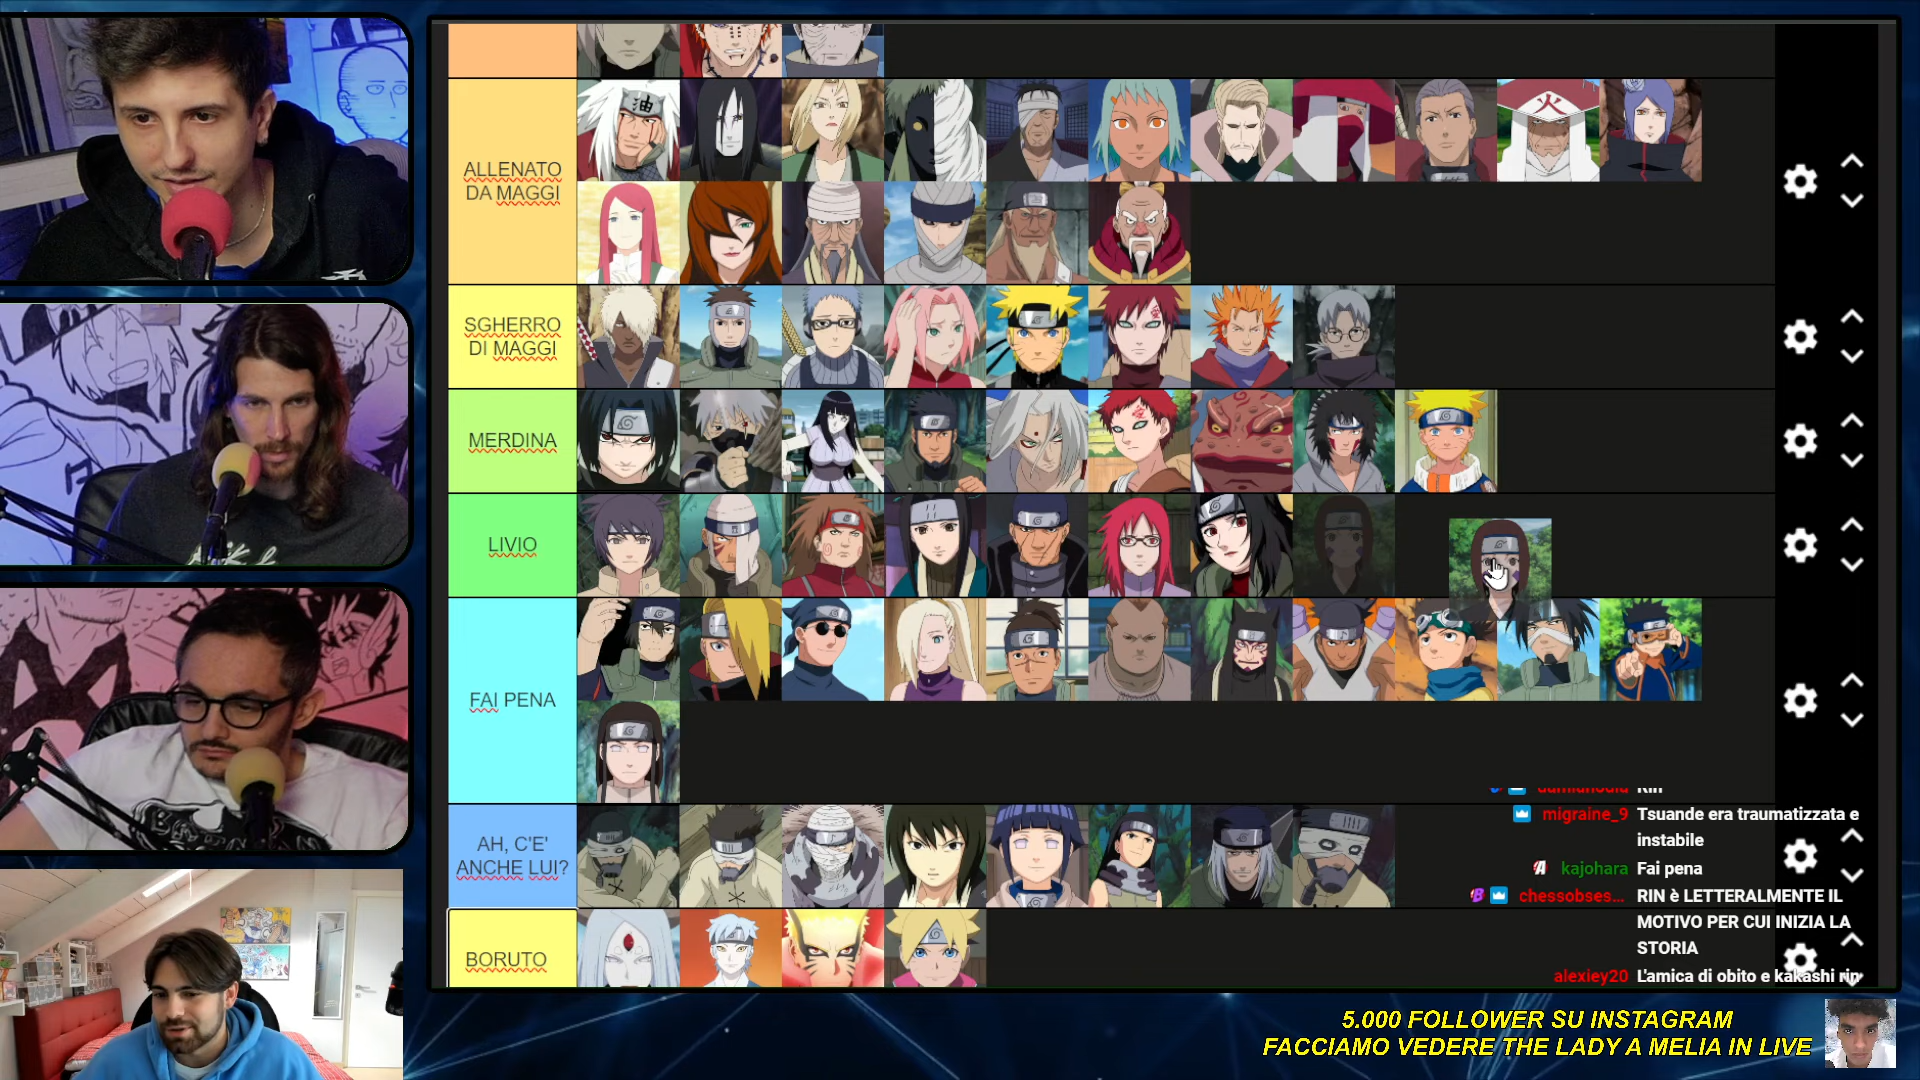 ALLENATO
DA MAGGI
SGHERRO
DI MAGGI
MERDINA
LIVIO
FAI PENA
AH, C'E'
ANCHE LUI?
BORUTO
Rin
migraine_9 Tsuande era traumatizzata e
instabile
kajohara Fai pena
chessobses... RIN è LETTERALMENTE IL
MOTIVO PER CUI INIZIA LA
STORIA
alexiey20 L'amica di obito e kakashi rin
5.000 FOLLOWER SU INSTAGRAM
FACCIAMO VEDERE THE LADY A MELIA IN LIVE